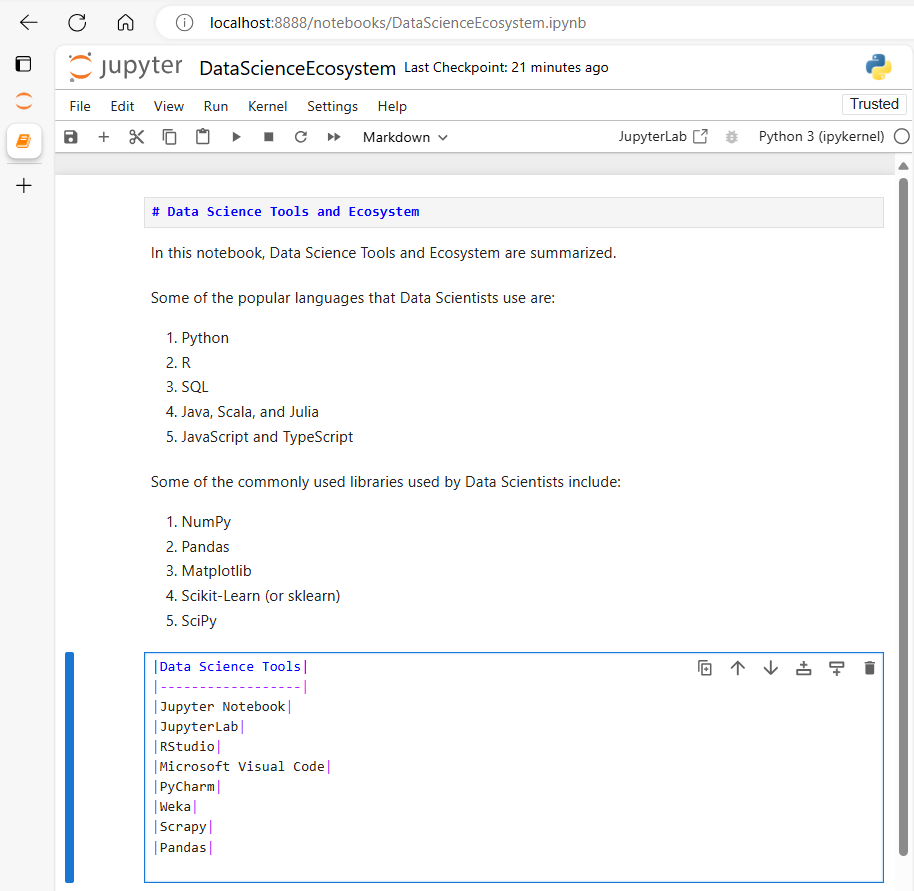 localhost:8888/notebooks/DataScienceEcosystem.ipynb
jupyter DataScienceEcosystem Last Checkpoint: 21 minutes ago
File Edit View Run Kernel Settings Help Trusted
Markdown JupyterLab Python 3 (ipykernel)
# Data Science Tools and Ecosystem
In this notebook, Data Science Tools and Ecosystem are summarized.
Some of the popular languages that Data Scientists use are:
1. Python
2. R
3. SQL
4. Java, Scala, and Julia
5. JavaScript and TypeScript
Some of the commonly used libraries used by Data Scientists include:
1. NumPy
2. Pandas
3. Matplotlib
4. Scikit-Learn (or sklearn)
5. SciPy
|Data Science Tools|
|------------------|
|Jupyter Notebook|
|JupyterLab|
|RStudio|
|Microsoft Visual Code|
|PyCharm|
|Weka|
|Scrapy|
|Pandas|